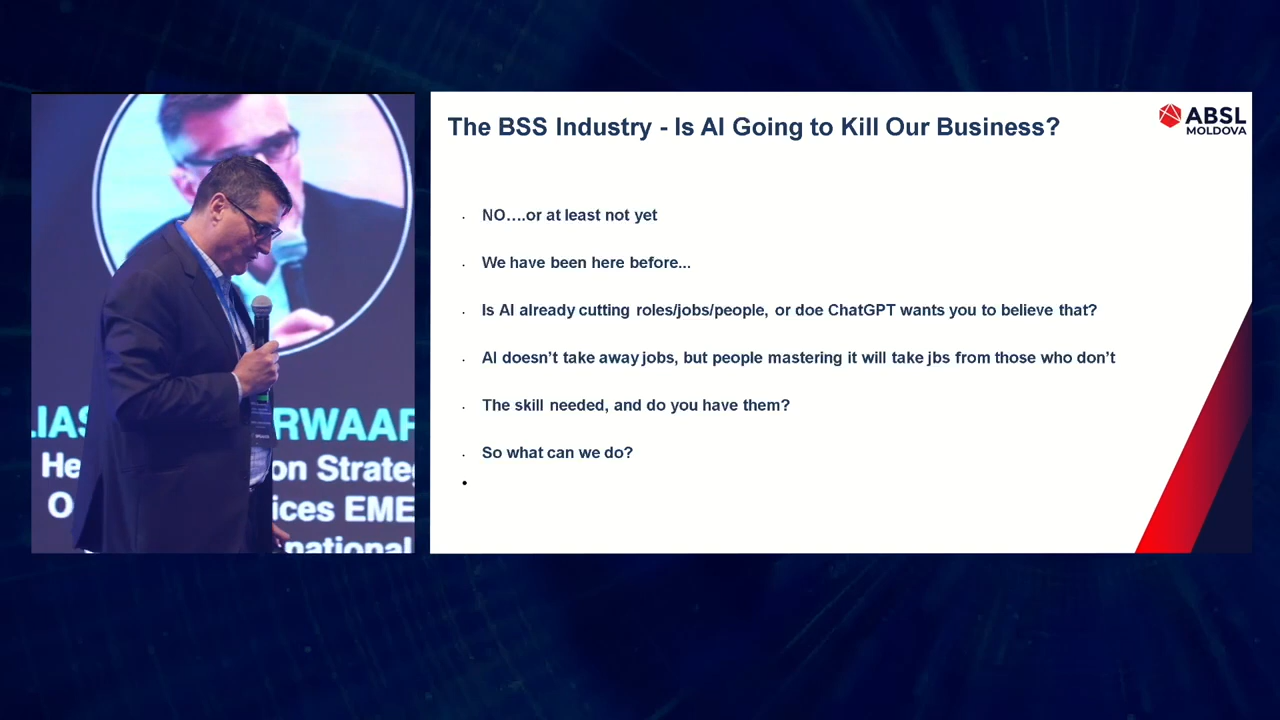 The BSS Industry - Is AI Going to Kill Our Business?
ABSL
MOLDOVA
NO….or at least not yet
We have been here before...
Is AI already cutting roles/jobs/people, or doe ChatGPT wants you to believe that?
AI doesn’t take away jobs, but people mastering it will take jbs from those who don’t
The skill needed, and do you have them?
So what can we do?
LIAS RWAAR
He on Strate
O ices EME
national